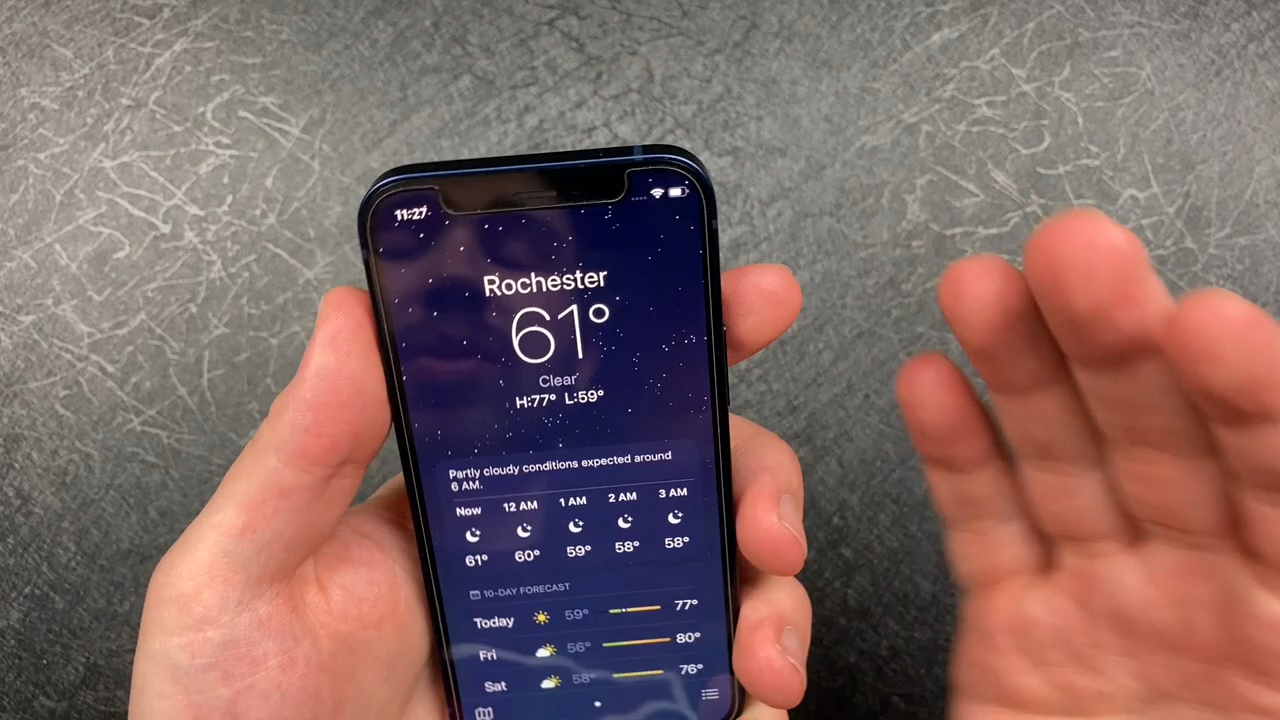 11:27
Rochester
61°
Clear
H:77° L:59°
Partly cloudy conditions expected around
6 AM.
Now 12 AM 1 AM 2 AM 3 AM
61° 60° 59° 58° 58°
10-DAY FORECAST
Today 59° 77°
Fri 56° 80°
Sat 58° 76°